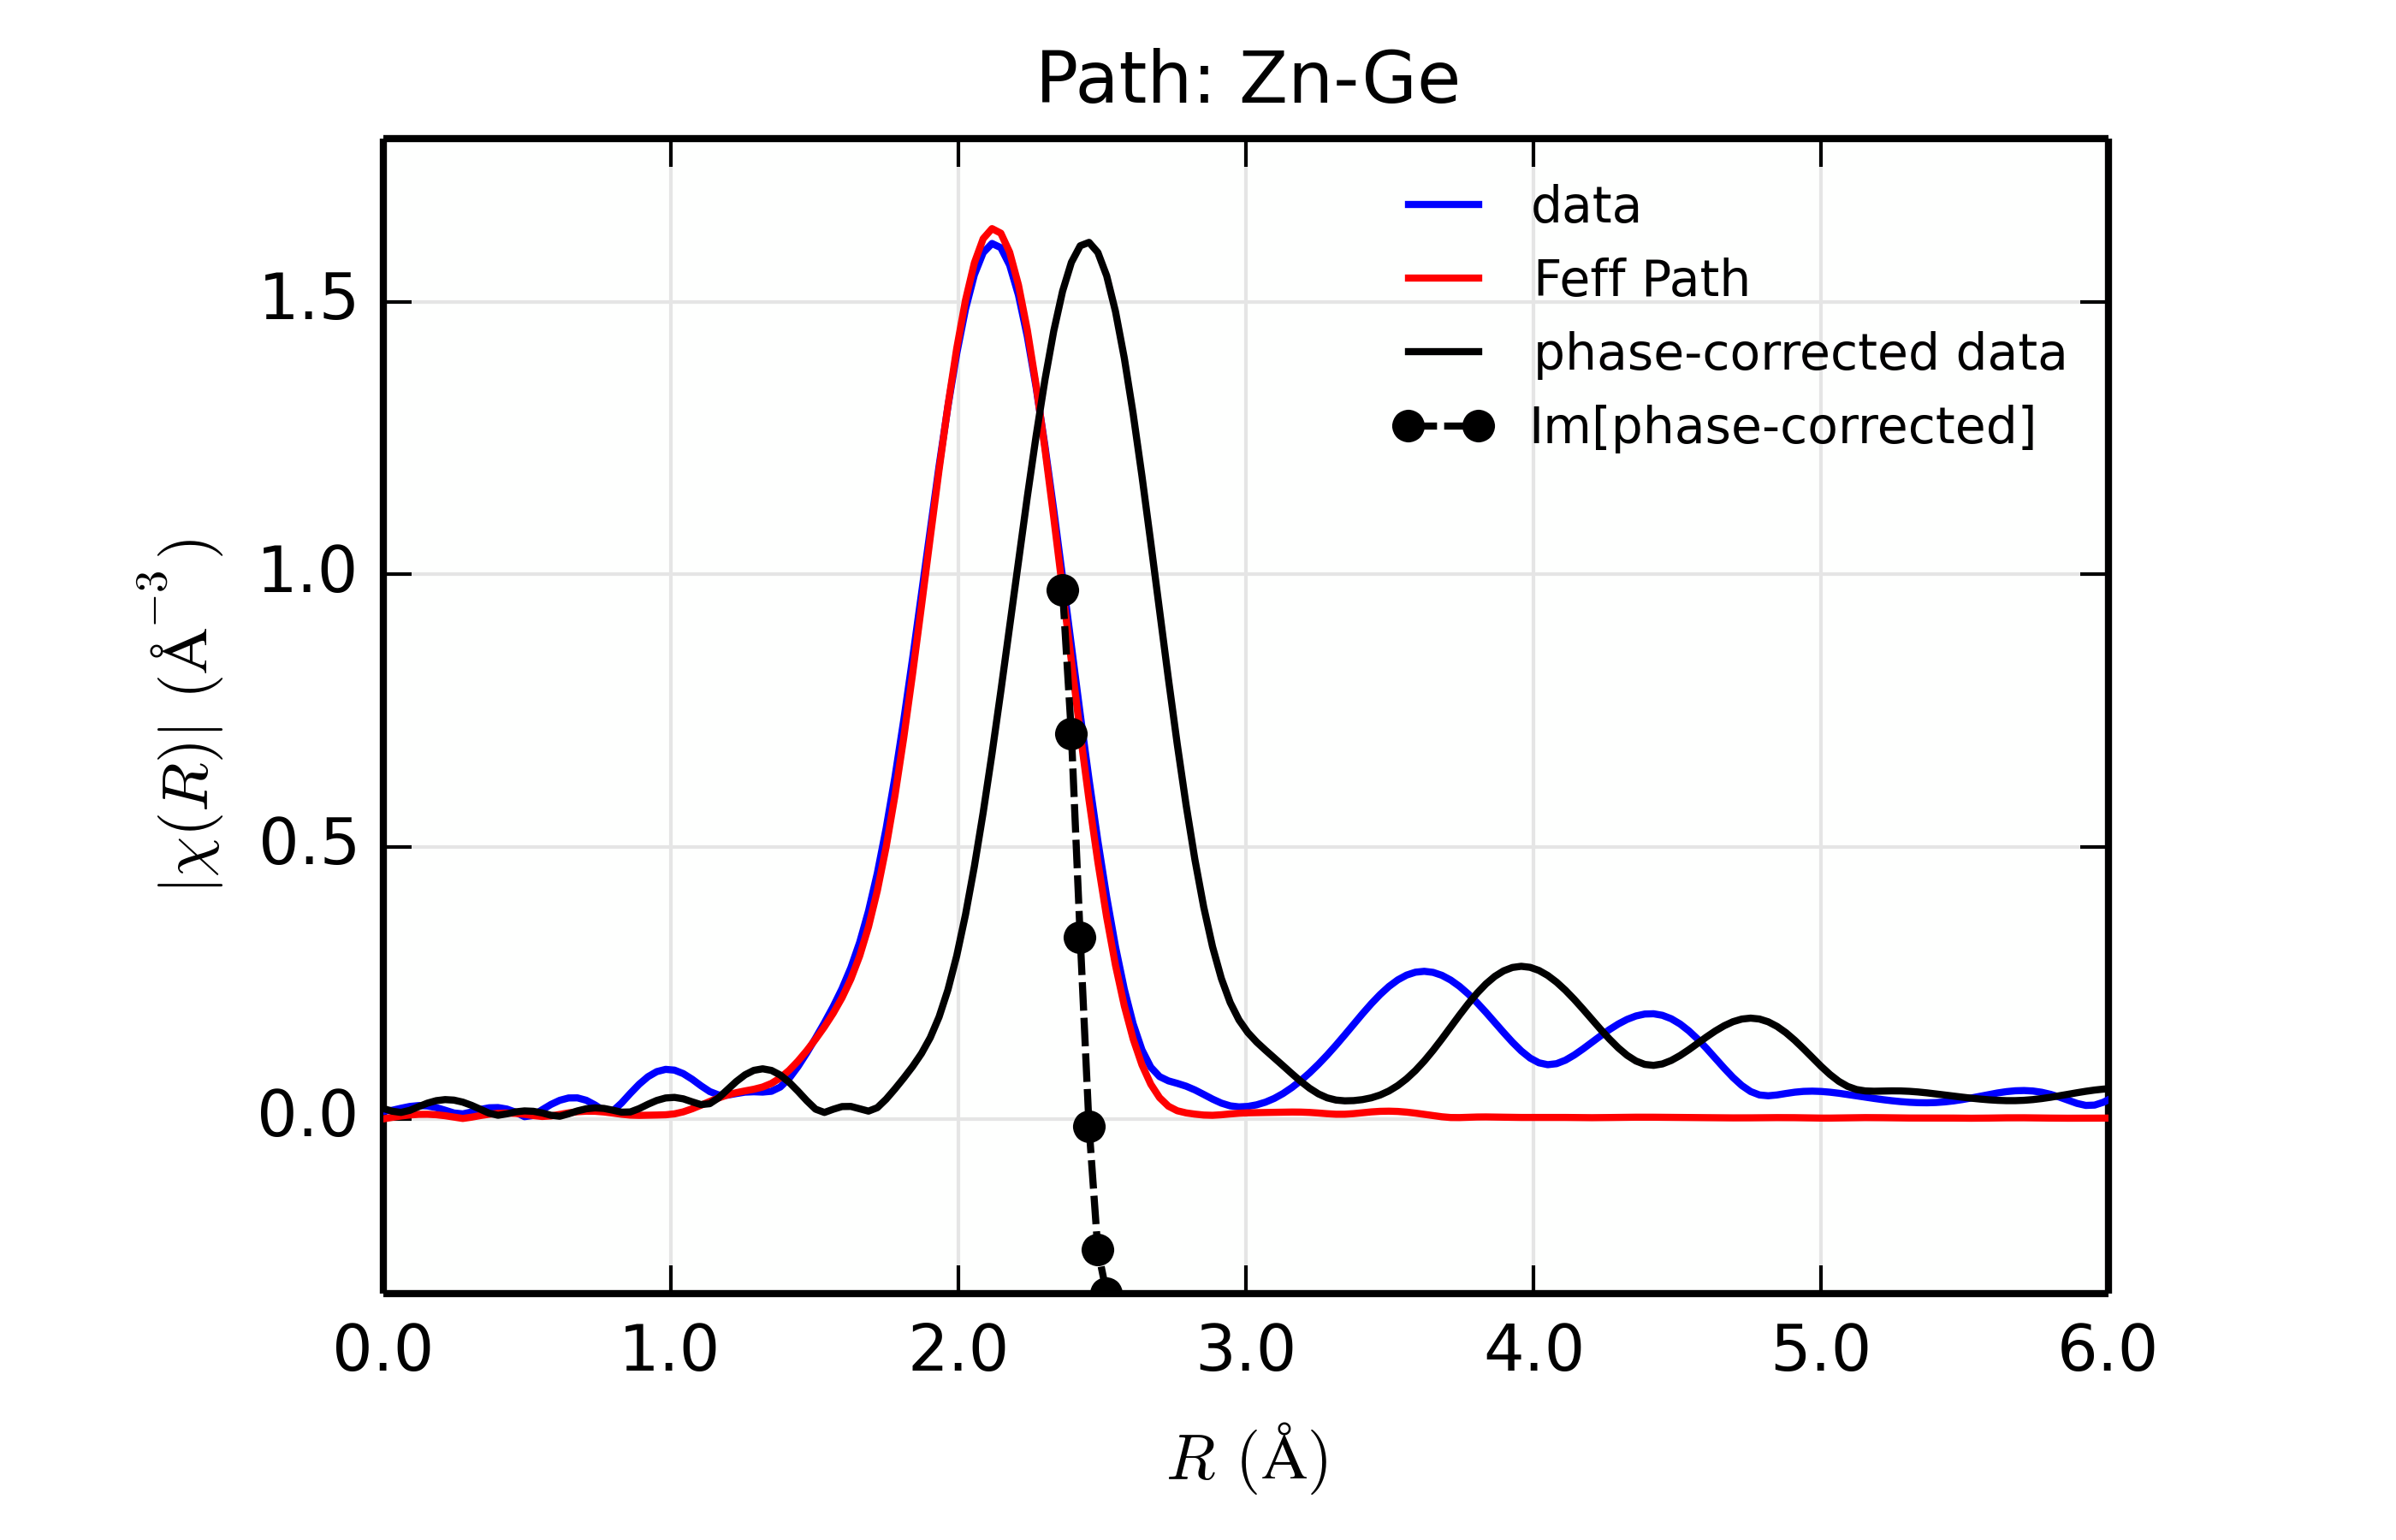 Path: Zn-Ge
data
Feff Path
phase-corrected data
Im[phase-corrected]
|χ(R)| (Å⁻³)
1.5
1.0
0.5
0.0
0.0 1.0 2.0 3.0 4.0 5.0 6.0
R (Å)